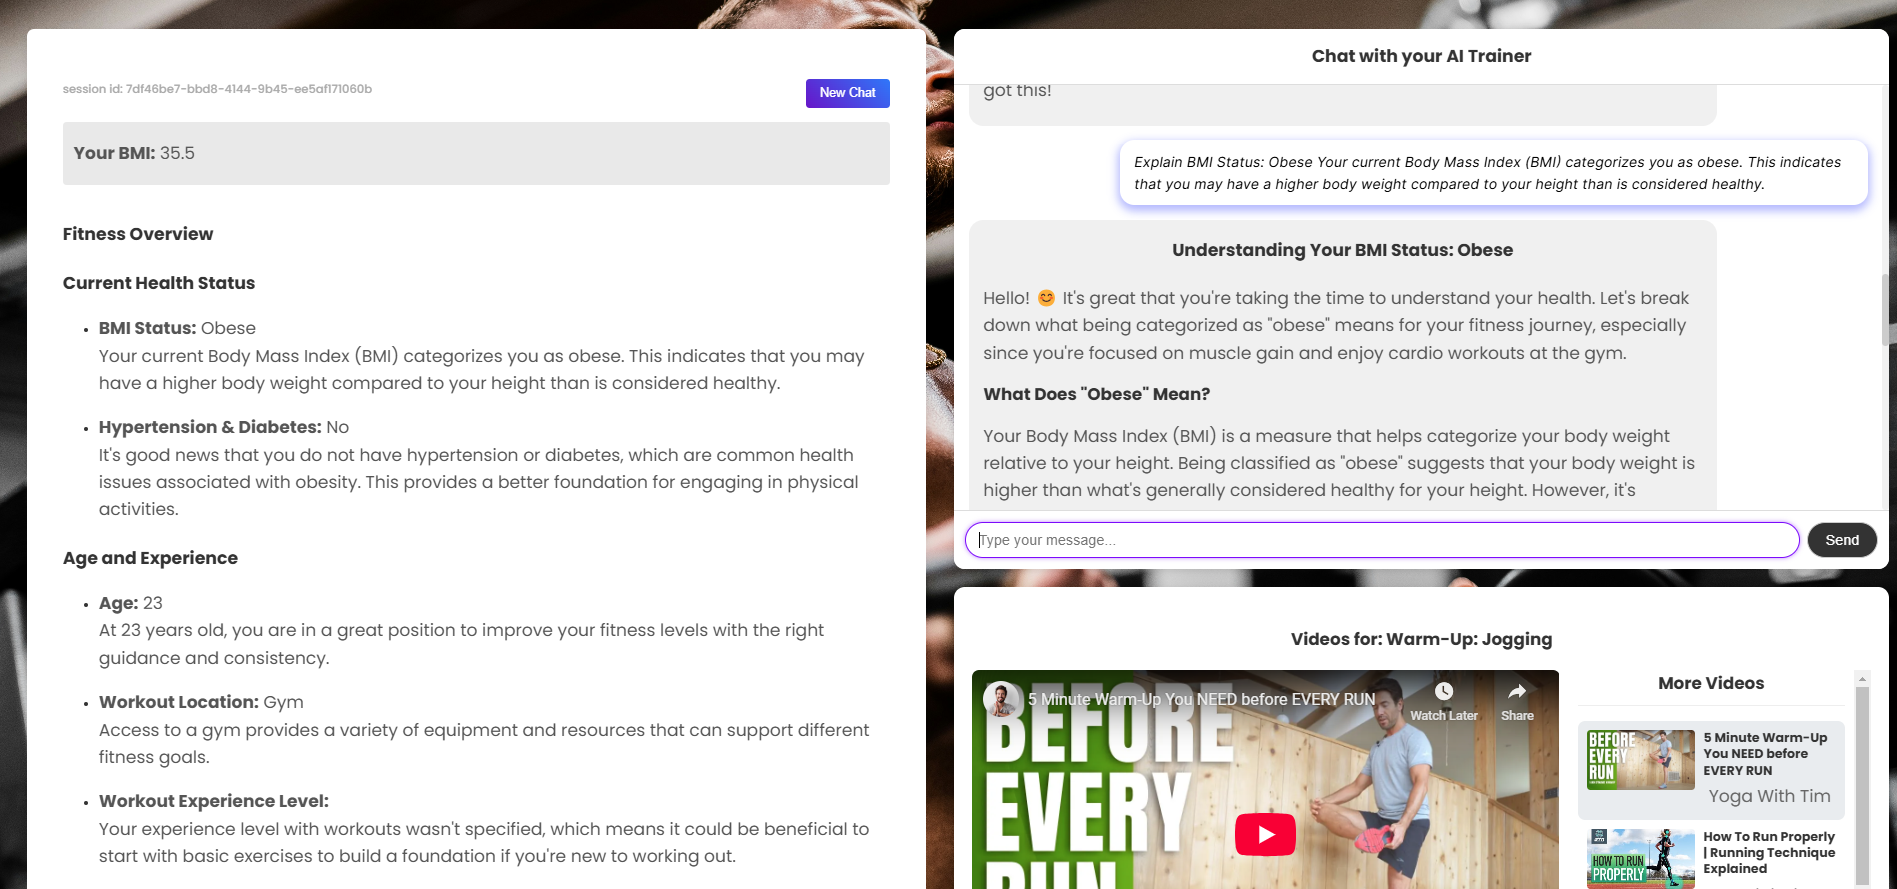 session id: 7df46be7-bbd8-4144-9b45-ee5af171060b
New Chat
Your BMI: 35.5
Fitness Overview
Current Health Status
BMI Status: Obese
Your current Body Mass Index (BMI) categorizes you as obese. This indicates that you may
have a higher body weight compared to your height than is considered healthy.
Hypertension & Diabetes: No
It's good news that you do not have hypertension or diabetes, which are common health
issues associated with obesity. This provides a better foundation for engaging in physical
activities.
Age and Experience
Age: 23
At 23 years old, you are in a great position to improve your fitness levels with the right
guidance and consistency.
Workout Location: Gym
Access to a gym provides a variety of equipment and resources that can support different
fitness goals.
Workout Experience Level:
Your experience level with workouts wasn't specified, which means it could be beneficial to
start with basic exercises to build a foundation if you're new to working out.
Chat with your AI Trainer
got this!
Explain BMI Status: Obese Your current Body Mass Index (BMI) categorizes you as obese. This indicates
that you may have a higher body weight compared to your height than is considered healthy.
Understanding Your BMI Status: Obese
Hello! 😊 It's great that you're taking the time to understand your health. Let's break
down what being categorized as "obese" means for your fitness journey, especially
since you're focused on muscle gain and enjoy cardio workouts at the gym.
What Does "Obese" Mean?
Your Body Mass Index (BMI) is a measure that helps categorize your body weight
relative to your height. Being classified as "obese" suggests that your body weight is
higher than what's generally considered healthy for your height. However, it's
Type your message...
Send
Videos for: Warm-Up: Jogging
5 Minute Warm-Up You NEED before EVERY RUN
Watch Later
Share
BEFORE
EVERY
RUN
More Videos
BEFORE
EVERY
RUN
5 Minute Warm-Up
You NEED before
EVERY RUN
Yoga With Tim
HOW TO RUN
PROPERLY
How To Run Properly
| Running Technique
Explained